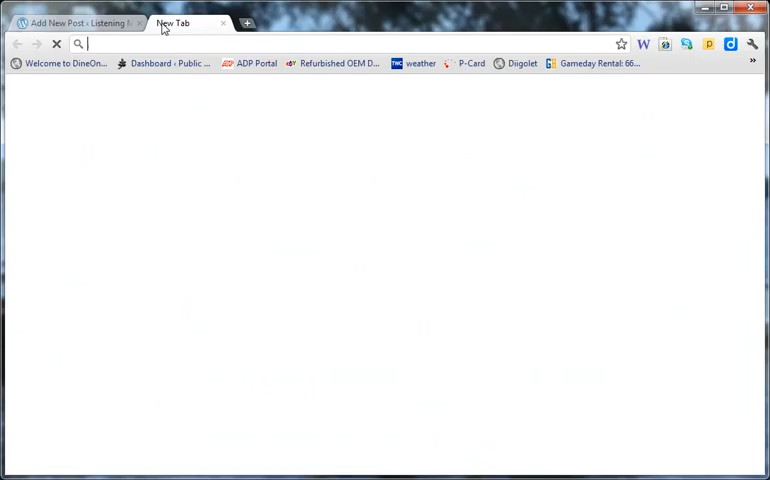 Add New Post ‹ Listening M
New Tab
Welcome to DineOn...
Dashboard ‹ Public ...
ADP Portal
Refurbished OEM D...
weather
P-Card
Diigolet
Gameday Rental: 66...